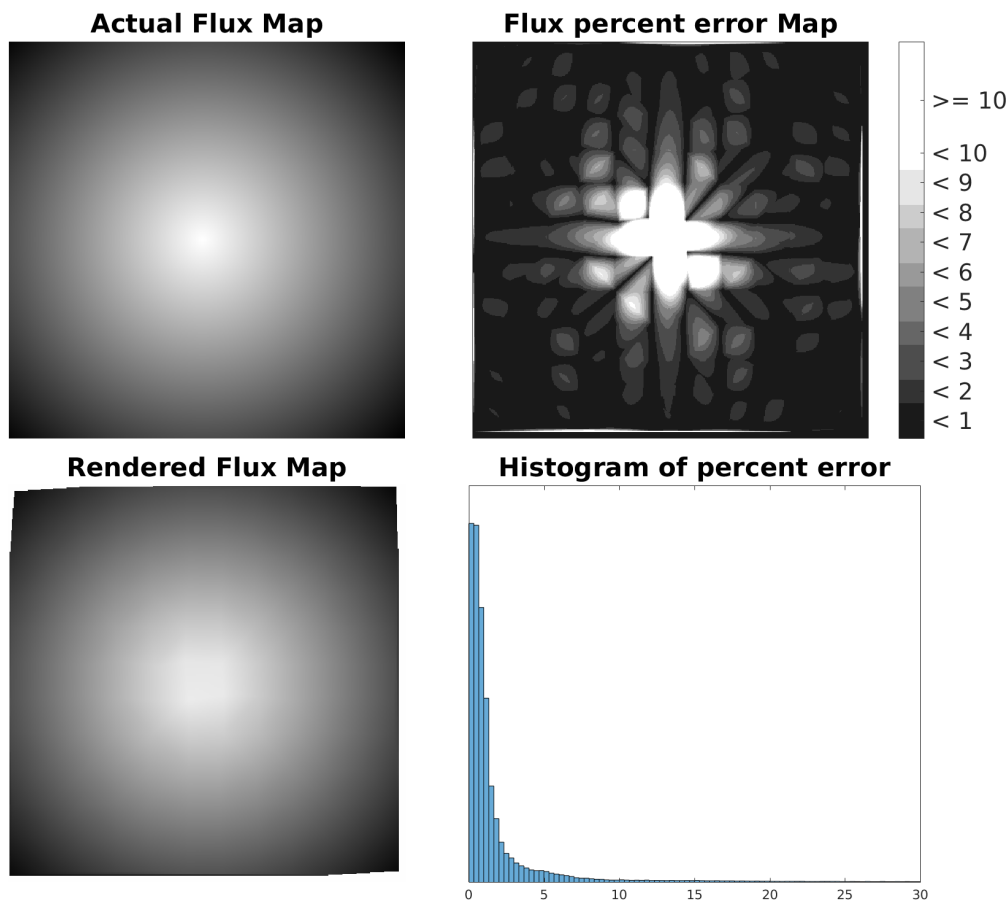 Actual Flux Map
Flux percent error Map
>= 10
< 10
< 9
< 8
< 7
< 6
< 5
< 4
< 3
< 2
< 1
Rendered Flux Map
Histogram of percent error
0 5 10 15 20 25 30